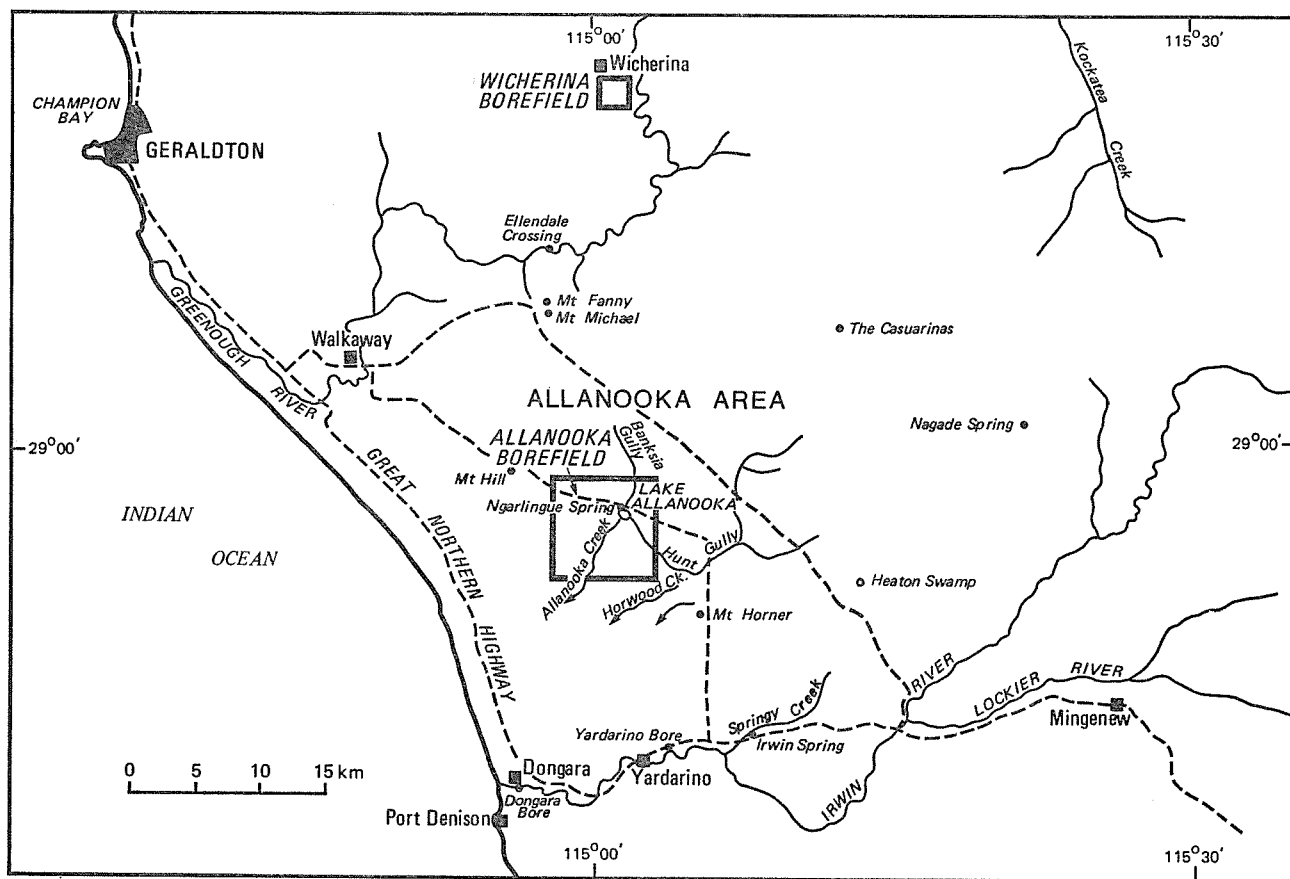 115°00'
115°30'
Wicherina
WICHERINA
BOREFIELD
Kockatea
Creek
CHAMPION
BAY
GERALDTON
Ellendale
Crossing
Mt Fanny
Mt Michael
The Casuarinas
GREENOUGH
RIVER
Walkaway
ALLANOOKA AREA
Nagade Spring
29°00'
29°00'
ALLANOOKA
BOREFIELD
Banksia
Gully
Mt Hill
LAKE
ALLANOOKA
Ngarlingue Spring
GREAT
NORTHERN
HIGHWAY
INDIAN
OCEAN
Allanooka Creek
Hunt
Gully
Horwood Ck.
Heaton Swamp
Mt Horner
RIVER
LOCKIER
RIVER
Mingenew
Springy Creek
Yardarino Bore
Irwin Spring
Yardarino
IRWIN
Dongara
Dongara
Bore
Port Denison
0 5 10 15 km
115°00'
115°30'